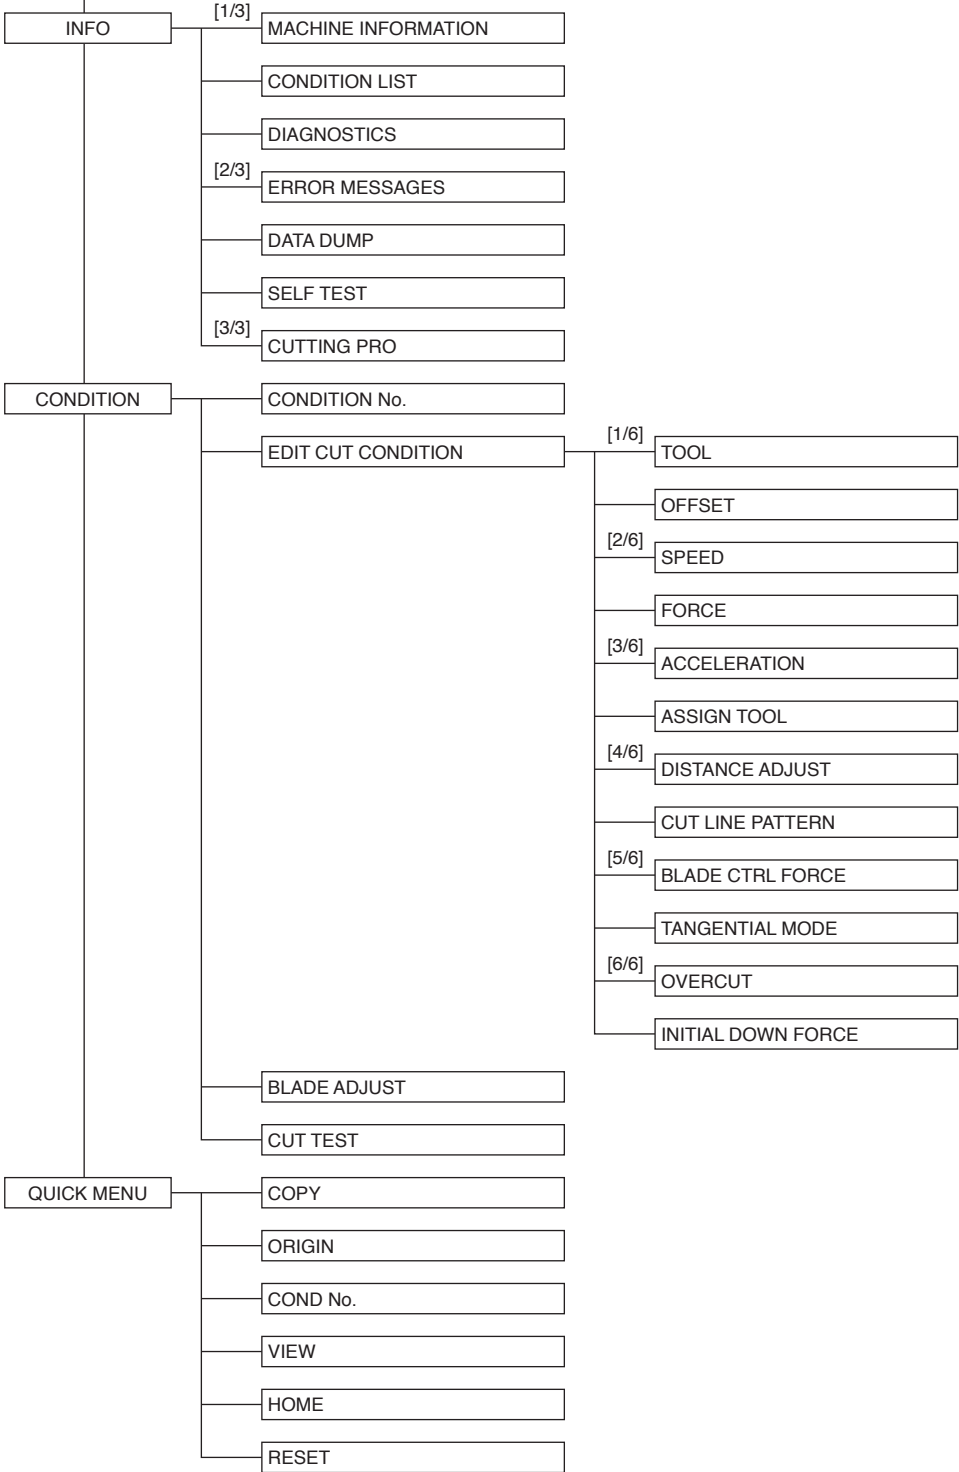 [1/3]
INFO
MACHINE INFORMATION
CONDITION LIST
DIAGNOSTICS
[2/3]
ERROR MESSAGES
DATA DUMP
SELF TEST
[3/3]
CUTTING PRO
CONDITION
CONDITION No.
EDIT CUT CONDITION
[1/6]
TOOL
OFFSET
[2/6]
SPEED
FORCE
[3/6]
ACCELERATION
ASSIGN TOOL
[4/6]
DISTANCE ADJUST
CUT LINE PATTERN
[5/6]
BLADE CTRL FORCE
TANGENTIAL MODE
[6/6]
OVERCUT
INITIAL DOWN FORCE
BLADE ADJUST
CUT TEST
QUICK MENU
COPY
ORIGIN
COND No.
VIEW
HOME
RESET